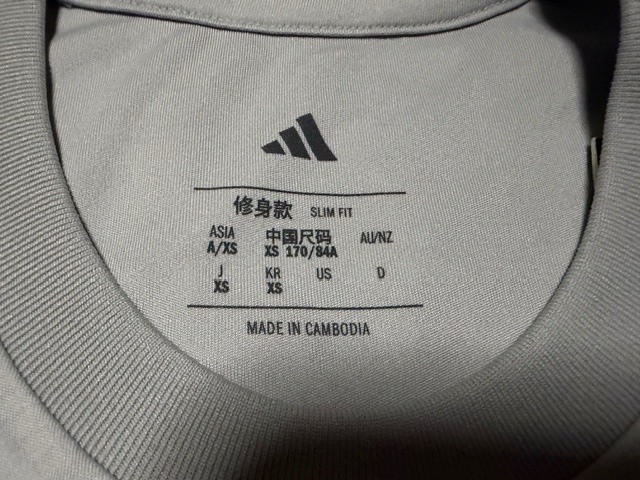 修身款 SLIM FIT
ASIA 中国尺码 AU/NZ
A/XS XS 170/84A
J KR US D
XS XS
MADE IN CAMBODIA